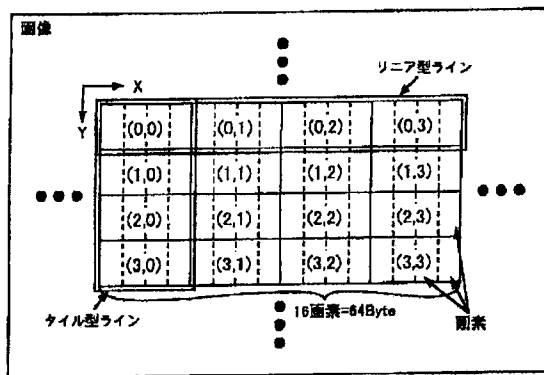 画像
リニア型ライン
X
Y
(0,0) (0,1) (0,2) (0,3)
(1,0) (1,1) (1,2) (1,3)
(2,0) (2,1) (2,2) (2,3)
(3,0) (3,1) (3,2) (3,3)
タイル型ライン
16画素=64Byte
画素